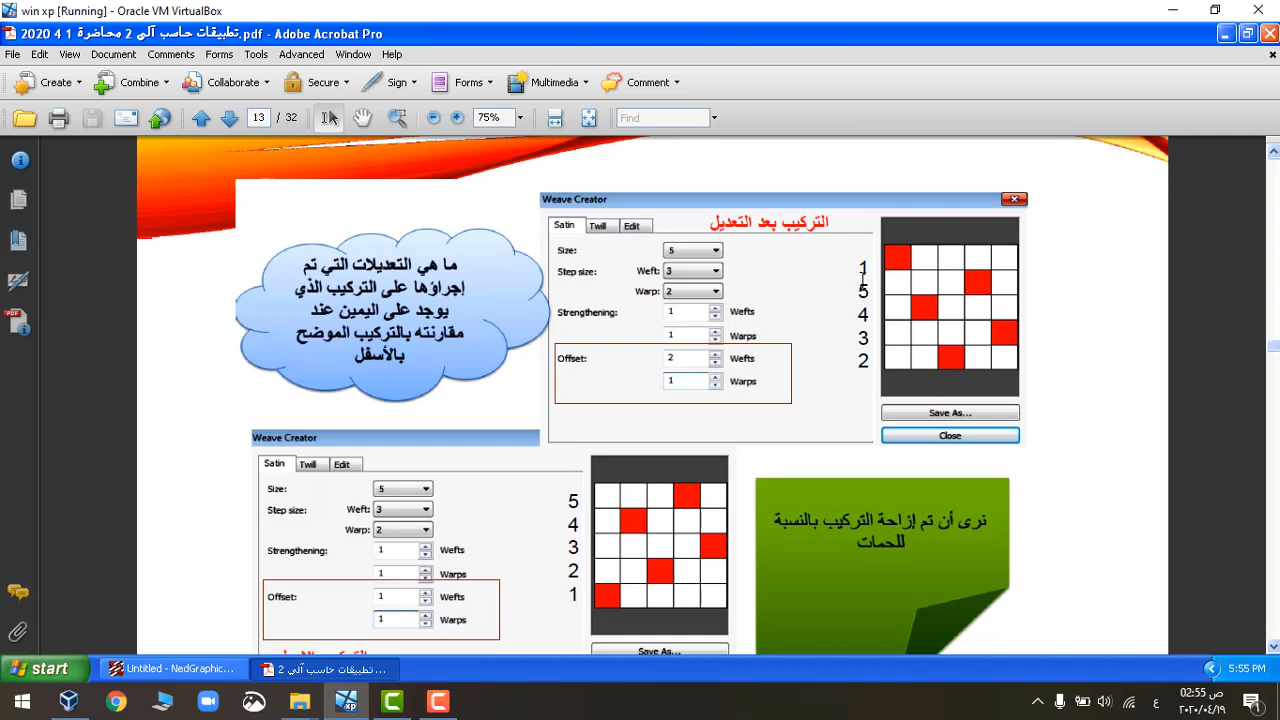 win xp [Running] - Oracle VM VirtualBox
تطبيقات حاسب آلى 2 محاضرة 1 4 2020.pdf - Adobe Acrobat Pro
File Edit View Document Comments Forms Tools Advanced Window Help
Create Combine Collaborate Secure Sign Forms Multimedia Comment
13 / 32 75% Find
ما هي التعديلات التي تم
إجراؤها على التركيب الذي
يوجد على اليمين عند
مقارنته بالتركيب الموضح
بالأسفل
Weave Creator
Satin Twill Edit
التركيب بعد التعديل
Size: 5
Step size: Weft: 3
Warp: 2
Strengthening: 1 Wefts
1 Warps
Offset: 2 Wefts
1 Warps
1
5
4
3
2
Save As...
Close
Weave Creator
Satin Twill Edit
Size: 5
Step size: Weft: 3
Warp: 2
Strengthening: 1 Wefts
1 Warps
Offset: 1 Wefts
1 Warps
5
4
3
2
1
Save As...
نرى أن تم إزاحة التركيب بالنسبة
للحمات
start Untitled - NedGraphic... تطبيقات حاسب آلى 2 ... 5:55 PM
ع 02:55 ص
٢٠٢٠/٠٤/١٩